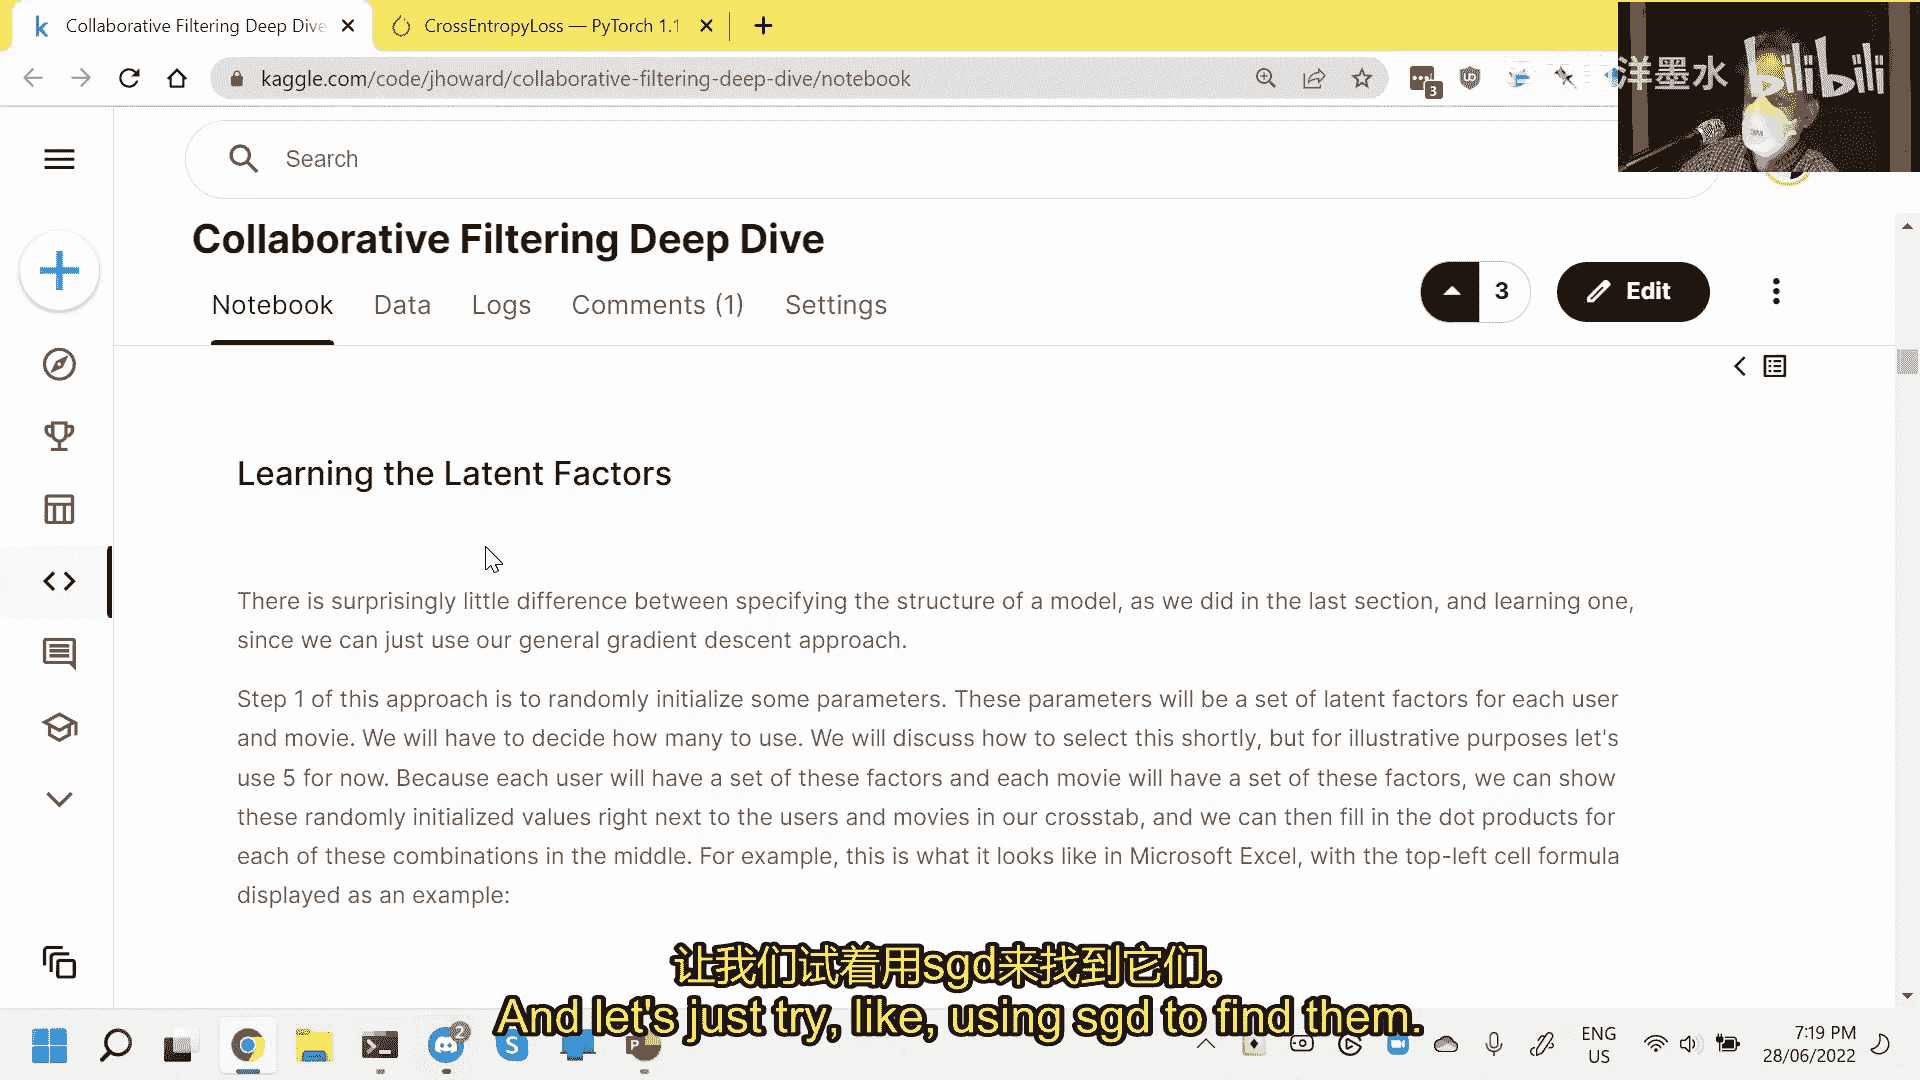 Collaborative Filtering Deep Dive
CrossEntropyLoss — PyTorch 1.1
kaggle.com/code/jhoward/collaborative-filtering-deep-dive/notebook
3
洋墨水 bilibili
Search
Collaborative Filtering Deep Dive
Notebook Data Logs Comments (1) Settings
3
Edit
Learning the Latent Factors
There is surprisingly little difference between specifying the structure of a model, as we did in the last section, and learning one,
since we can just use our general gradient descent approach.
Step 1 of this approach is to randomly initialize some parameters. These parameters will be a set of latent factors for each user
and movie. We will have to decide how many to use. We will discuss how to select this shortly, but for illustrative purposes let's
use 5 for now. Because each user will have a set of these factors and each movie will have a set of these factors, we can show
these randomly initialized values right next to the users and movies in our crosstab, and we can then fill in the dot products for
each of these combinations in the middle. For example, this is what it looks like in Microsoft Excel, with the top-left cell formula
displayed as an example:
让我们试着用sgd来找到它们。
And let's just try, like, using sgd to find them.
2
ENG
US
7:19 PM
28/06/2022